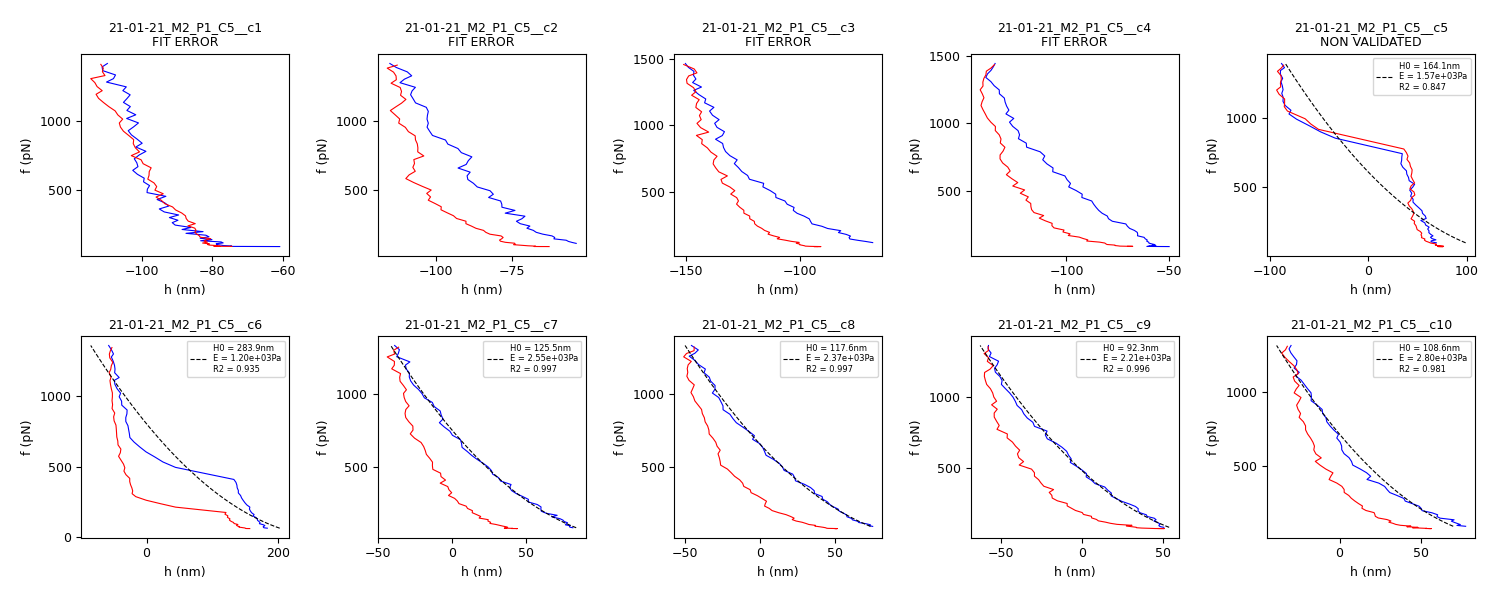 21-01-21_M2_P1_C5__c1
FIT ERROR
f (pN)
1000
500
−100
−80
−60
h (nm)
21-01-21_M2_P1_C5__c2
FIT ERROR
f (pN)
1000
500
−100
−75
h (nm)
21-01-21_M2_P1_C5__c3
FIT ERROR
f (pN)
1500
1000
500
−150
−100
h (nm)
21-01-21_M2_P1_C5__c4
FIT ERROR
f (pN)
1500
1000
500
−100
−50
h (nm)
21-01-21_M2_P1_C5__c5
NON VALIDATED
H0 = 164.1nm
E = 1.57e+03Pa
R2 = 0.847
f (pN)
1000
500
−100
0
100
h (nm)
21-01-21_M2_P1_C5__c6
H0 = 283.9nm
E = 1.20e+03Pa
R2 = 0.935
f (pN)
1000
500
0
0
200
h (nm)
21-01-21_M2_P1_C5__c7
H0 = 125.5nm
E = 2.55e+03Pa
R2 = 0.997
f (pN)
1000
500
−50
0
50
h (nm)
21-01-21_M2_P1_C5__c8
H0 = 117.6nm
E = 2.37e+03Pa
R2 = 0.997
f (pN)
1000
500
−50
0
50
h (nm)
21-01-21_M2_P1_C5__c9
H0 = 92.3nm
E = 2.21e+03Pa
R2 = 0.996
f (pN)
1000
500
−50
0
50
h (nm)
21-01-21_M2_P1_C5__c10
H0 = 108.6nm
E = 2.80e+03Pa
R2 = 0.981
f (pN)
1000
500
0
50
h (nm)